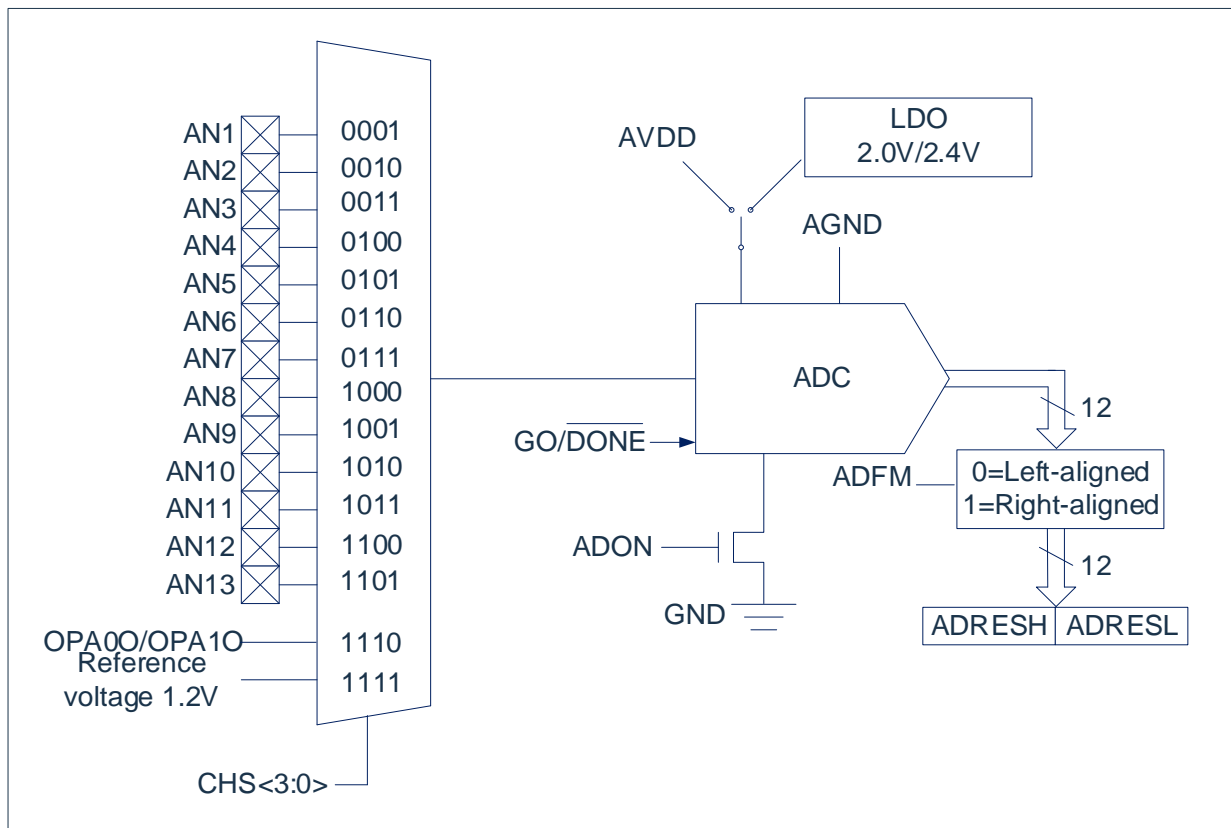 AN1
0001
AN2
0010
AN3
0011
AN4
0100
AN5
0101
AN6
0110
AN7
0111
AN8
1000
AN9
1001
AN10
1010
AN11
1011
AN12
1100
AN13
1101
OPA0O/OPA1O
1110
Reference
voltage 1.2V
1111
CHS<3:0>
AVDD
LDO
2.0V/2.4V
AGND
ADC
GO/DONE
12
ADFM
0=Left-aligned
1=Right-aligned
ADON
12
GND
ADRESH
ADRESL